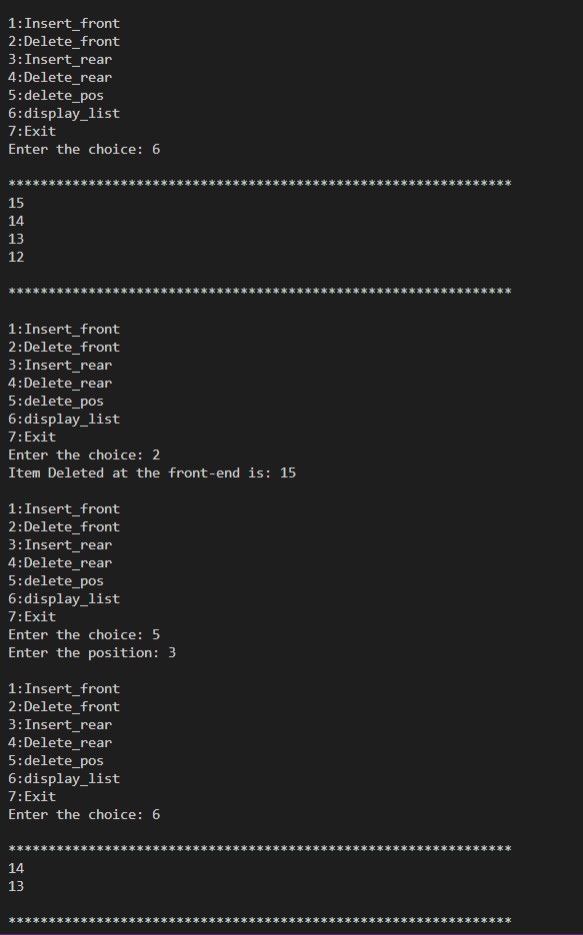 1:Insert_front
2:Delete_front
3:Insert_rear
4:Delete_rear
5:delete_pos
6:display_list
7:Exit
Enter the choice: 6
***************************************************************
15
14
13
12
***************************************************************
1:Insert_front
2:Delete_front
3:Insert_rear
4:Delete_rear
5:delete_pos
6:display_list
7:Exit
Enter the choice: 2
Item Deleted at the front-end is: 15
1:Insert_front
2:Delete_front
3:Insert_rear
4:Delete_rear
5:delete_pos
6:display_list
7:Exit
Enter the choice: 5
Enter the position: 3
1:Insert_front
2:Delete_front
3:Insert_rear
4:Delete_rear
5:delete_pos
6:display_list
7:Exit
Enter the choice: 6
***************************************************************
14
13
***************************************************************